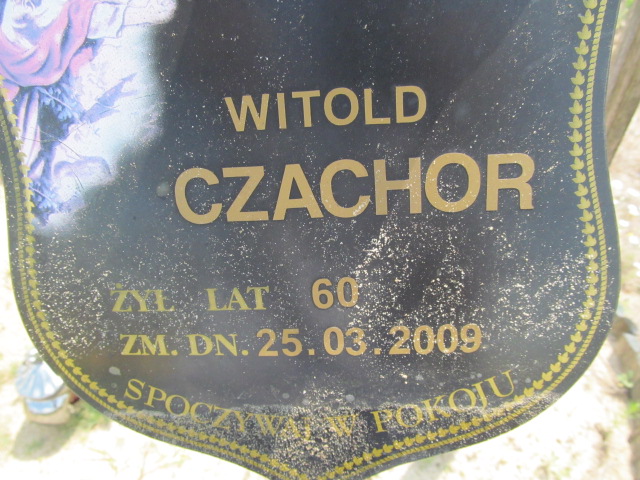 WITOLD
CZACHOR
ŻYŁ LAT 60
ZM. DN. 25.03.2009
SPOCZYWAJ W POKOJU